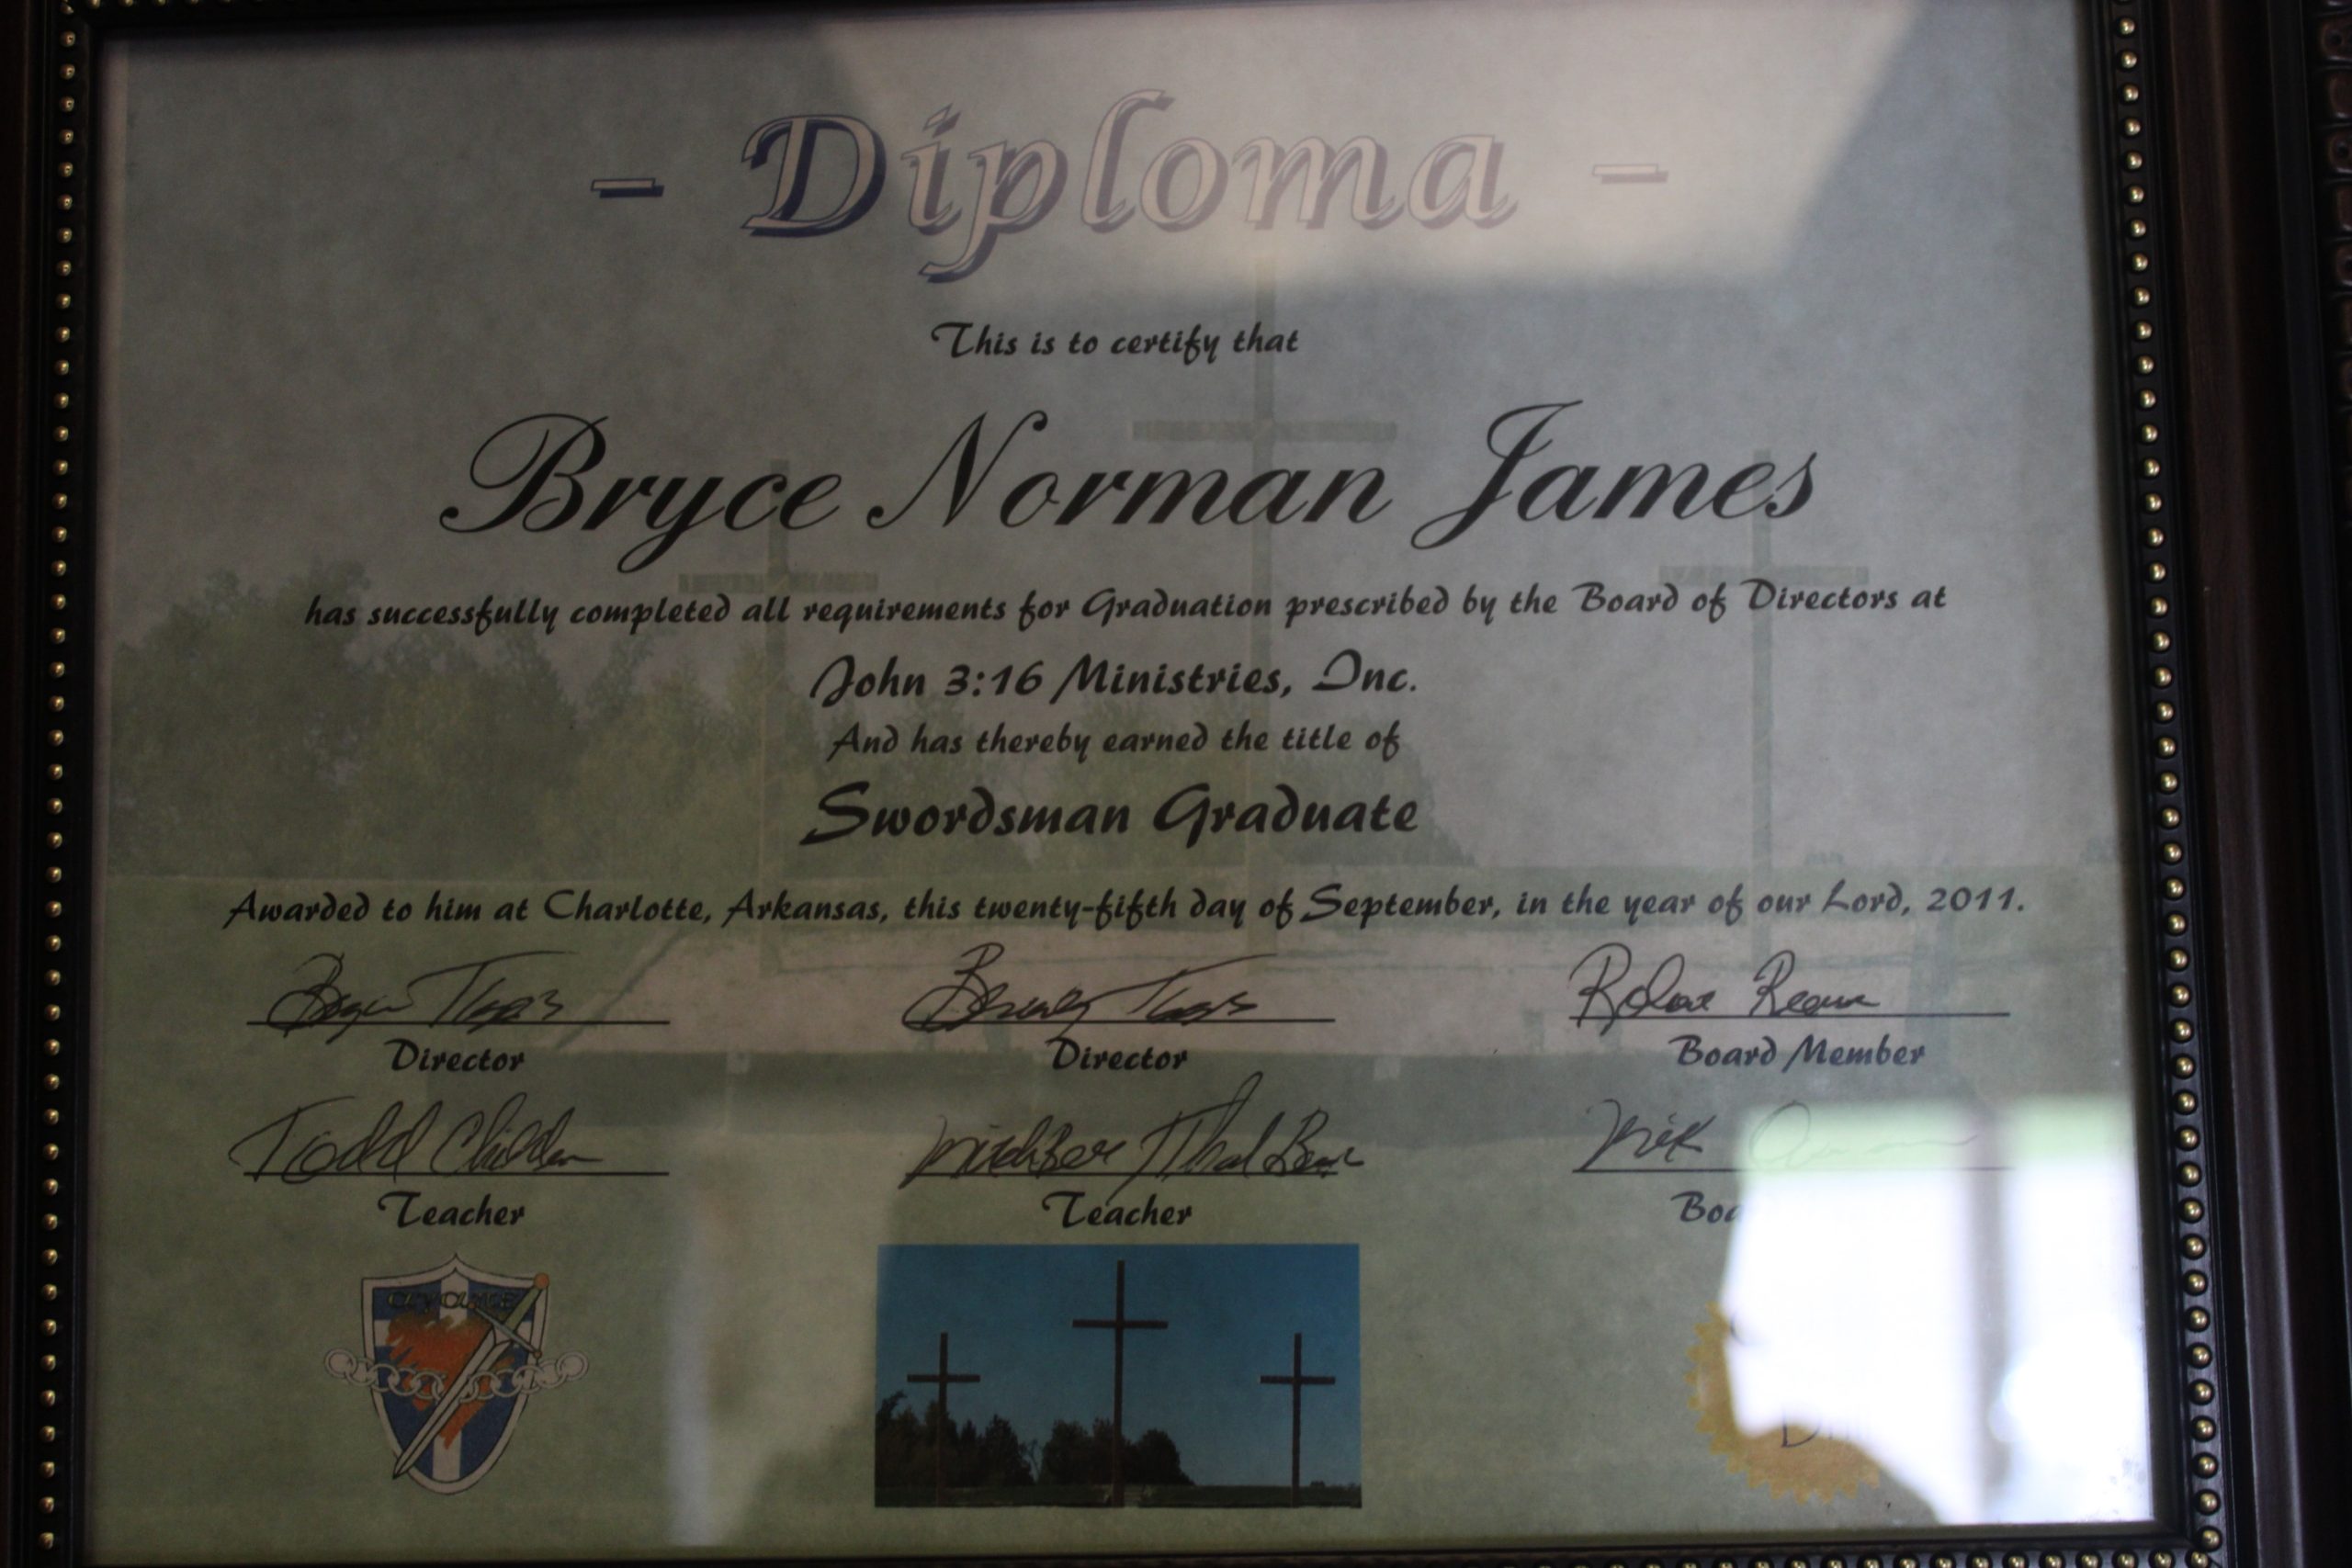 - Diploma -
This is to certify that
Bryce Norman James
has successfully completed all requirements for Graduation prescribed by the Board of Directors at
John 3:16 Ministries, Inc.
And has thereby earned the title of
Swordsman Graduate
Awarded to him at Charlotte, Arkansas, this twenty-fifth day of September, in the year of our Lord, 2011.
Director Director Board Member
Todd
Teacher Teacher